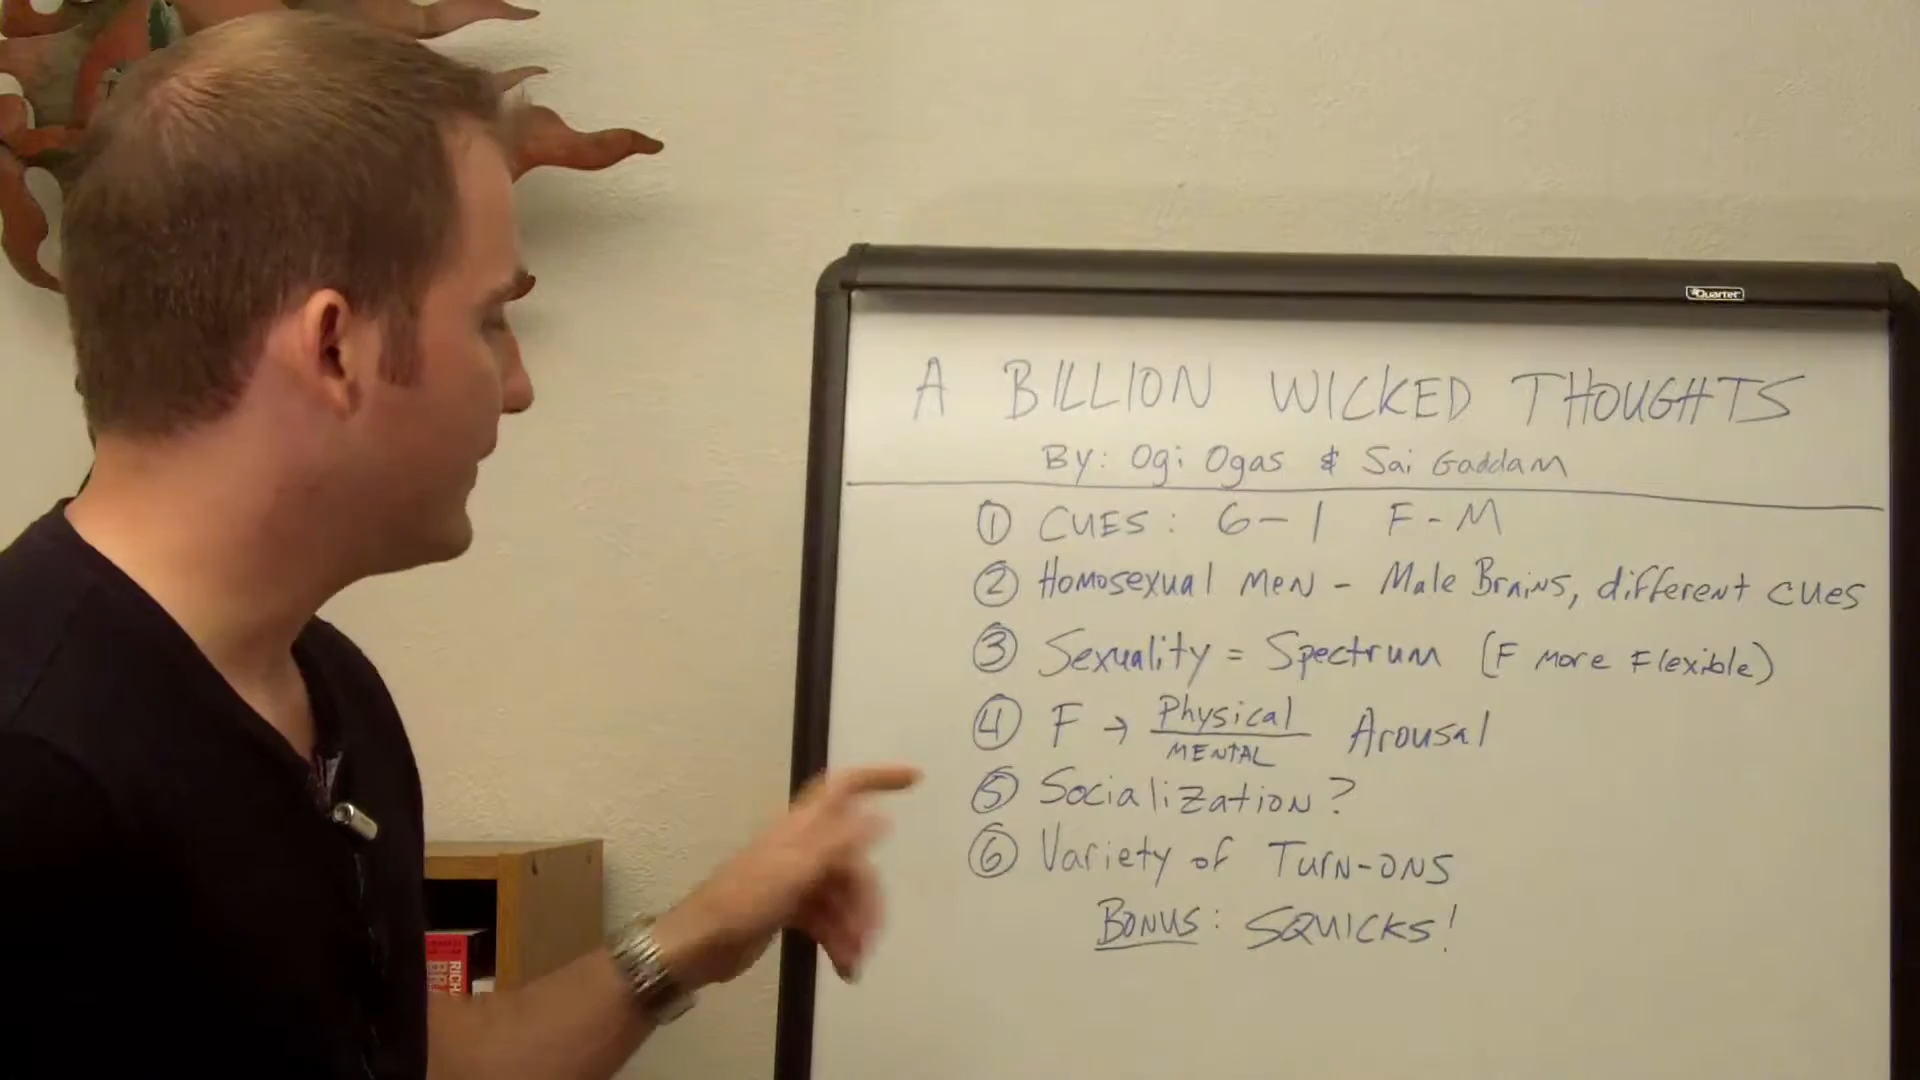 Quartet
A BILLION WICKED THOUGHTS
By: Ogi Ogas & Sai Gaddam
① CUES: 6-1 F-M
② Homosexual Men - Male Brains, different cues
③ Sexuality = Spectrum (F More Flexible)
④ F → Physical/MENTAL Arousal
⑤ Socialization?
⑥ Variety of Turn-ons
BONUS: SQUICKS!